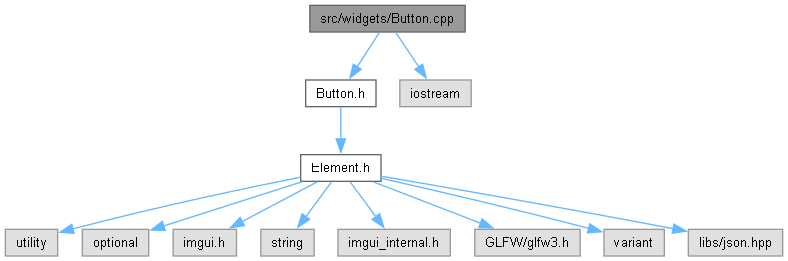 src/widgets/Button.cpp
Button.h
iostream
Element.h
utility
optional
imgui.h
string
imgui_internal.h
GLFW/glfw3.h
variant
libs/json.hpp